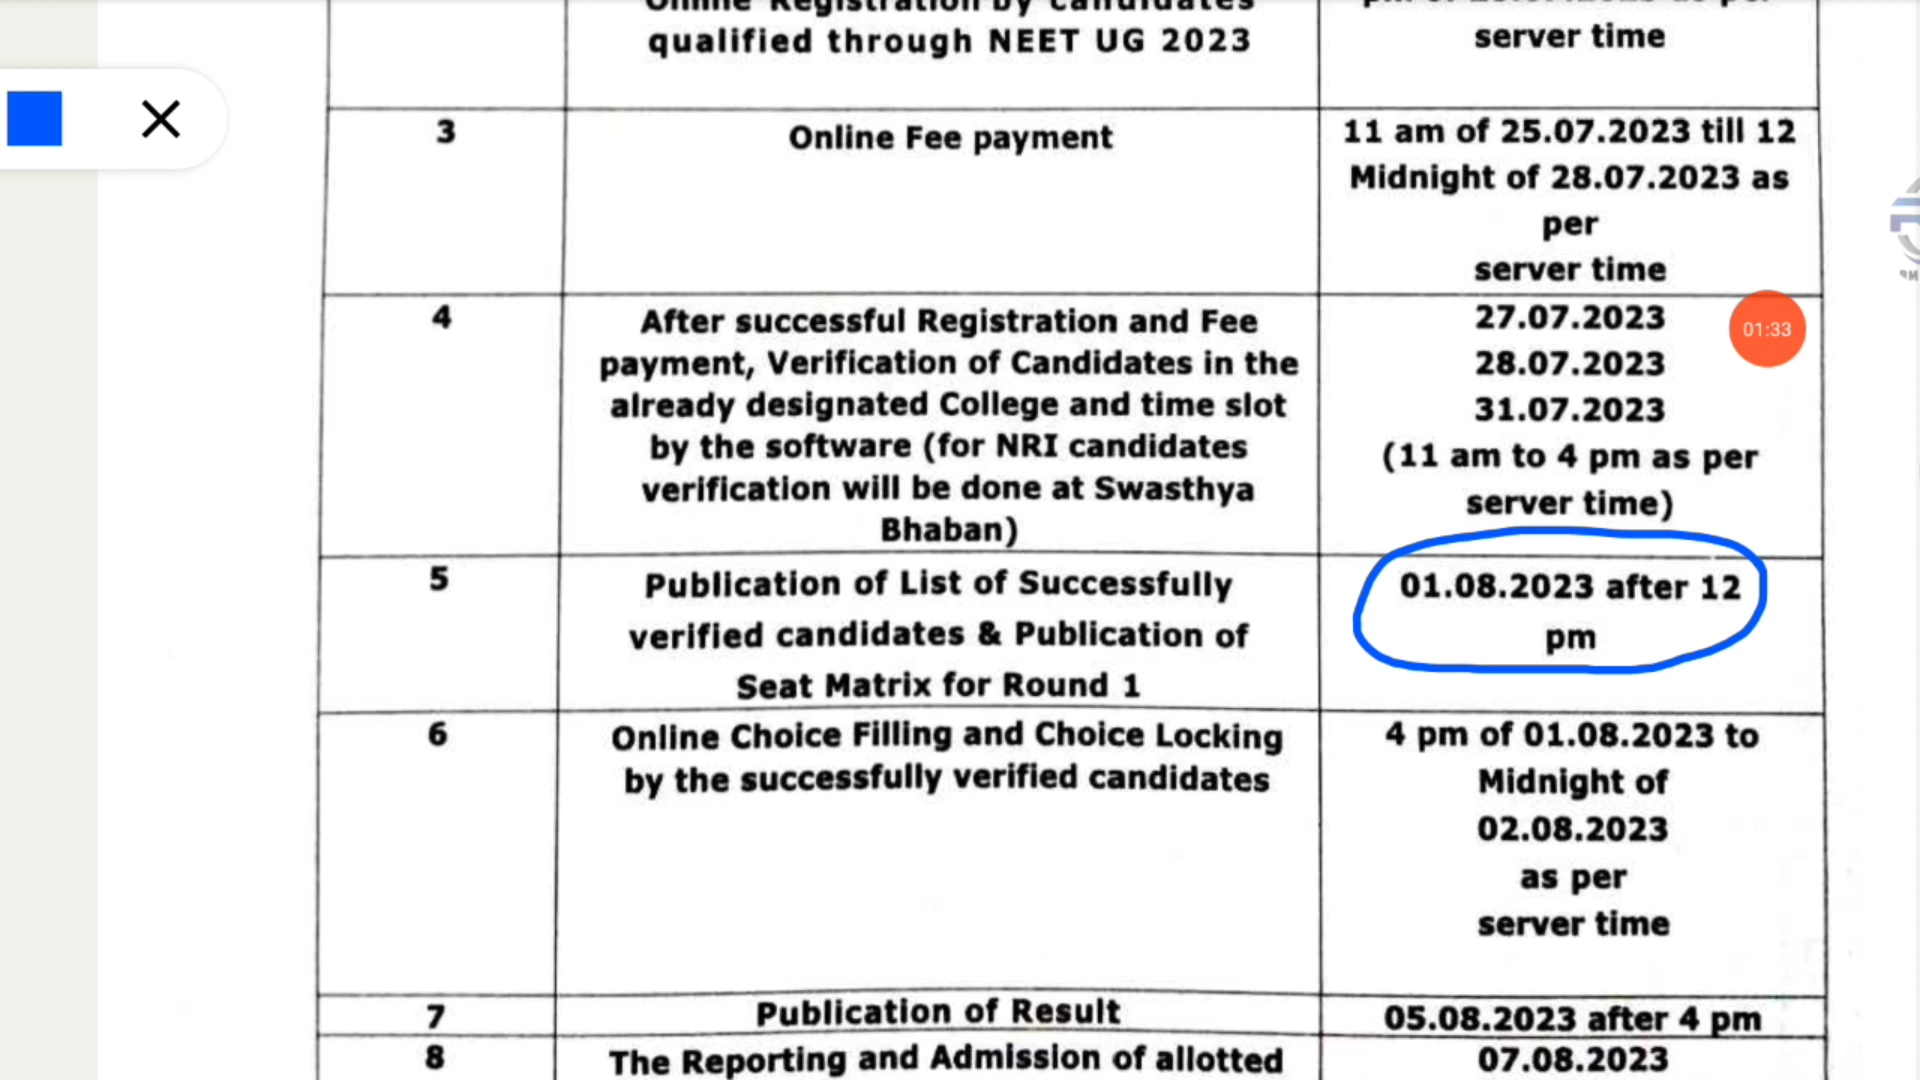 Online Registration by candidates
qualified through NEET UG 2023
server time
3
Online Fee payment
11 am of 25.07.2023 till 12
Midnight of 28.07.2023 as
per
server time
4
After successful Registration and Fee
payment, Verification of Candidates in the
already designated College and time slot
by the software (for NRI candidates
verification will be done at Swasthya
Bhaban)
27.07.2023
28.07.2023
31.07.2023
(11 am to 4 pm as per
server time)
01:33
5
Publication of List of Successfully
verified candidates & Publication of
Seat Matrix for Round 1
01.08.2023 after 12
pm
6
Online Choice Filling and Choice Locking
by the successfully verified candidates
4 pm of 01.08.2023 to
Midnight of
02.08.2023
as per
server time
7
Publication of Result
05.08.2023 after 4 pm
8
The Reporting and Admission of allotted
07.08.2023